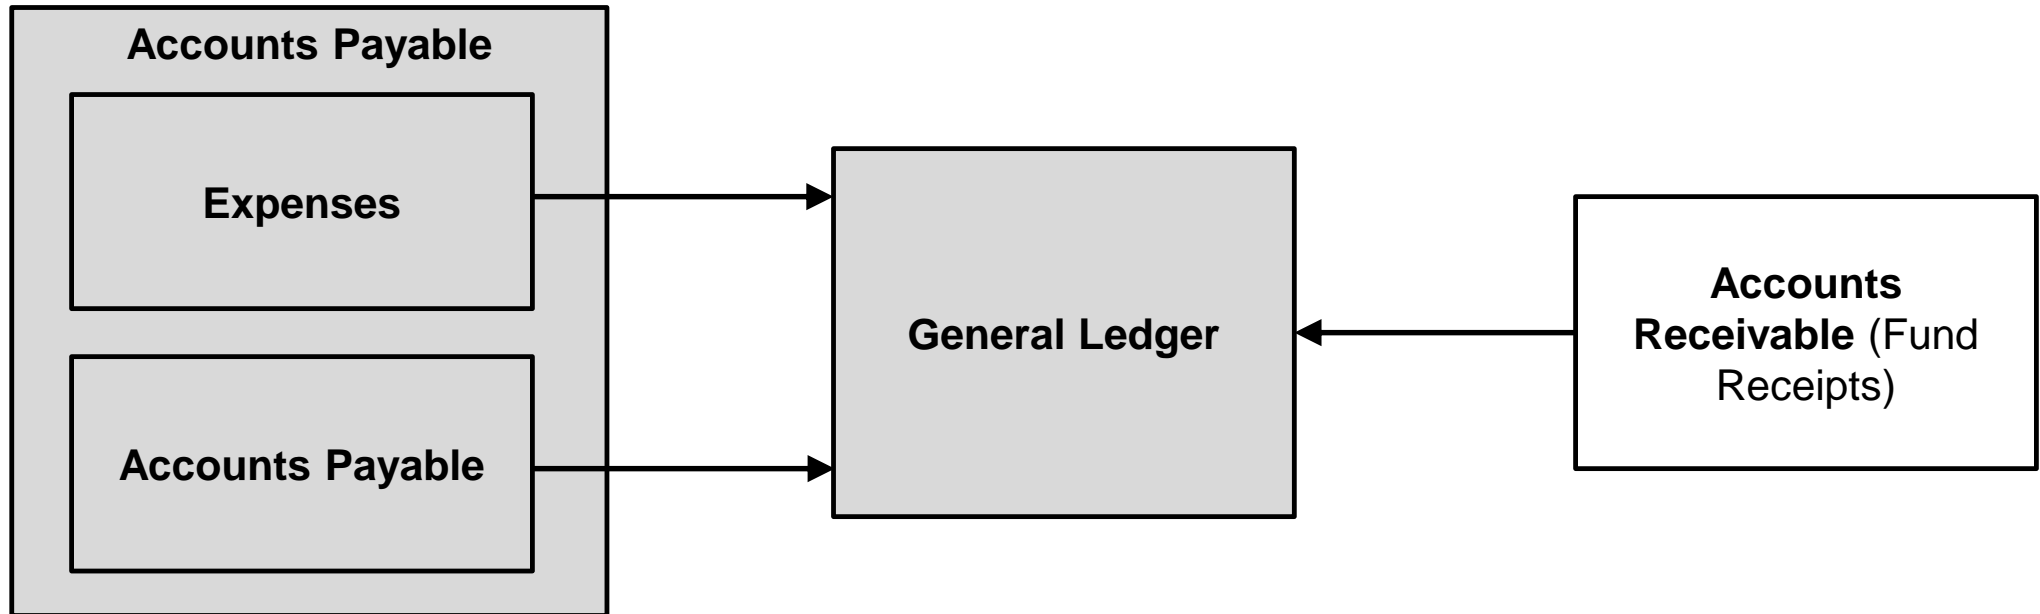 Accounts Payable
Expenses
Accounts Payable
General Ledger
Accounts
Receivable (Fund
Receipts)